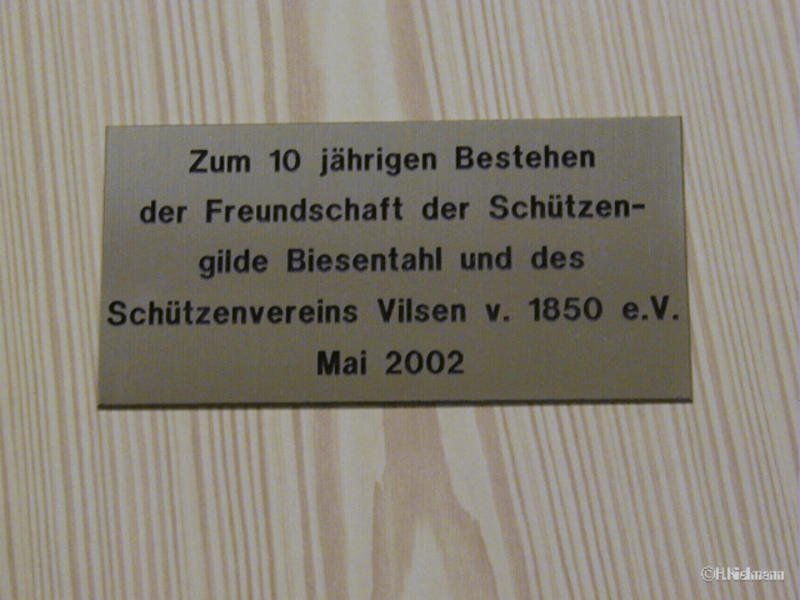 Zum 10 jährigen Bestehen
der Freundschaft der Schützen-
gilde Biesentahl und des
Schützenvereins Vilsen v. 1850 e.V.
Mai 2002